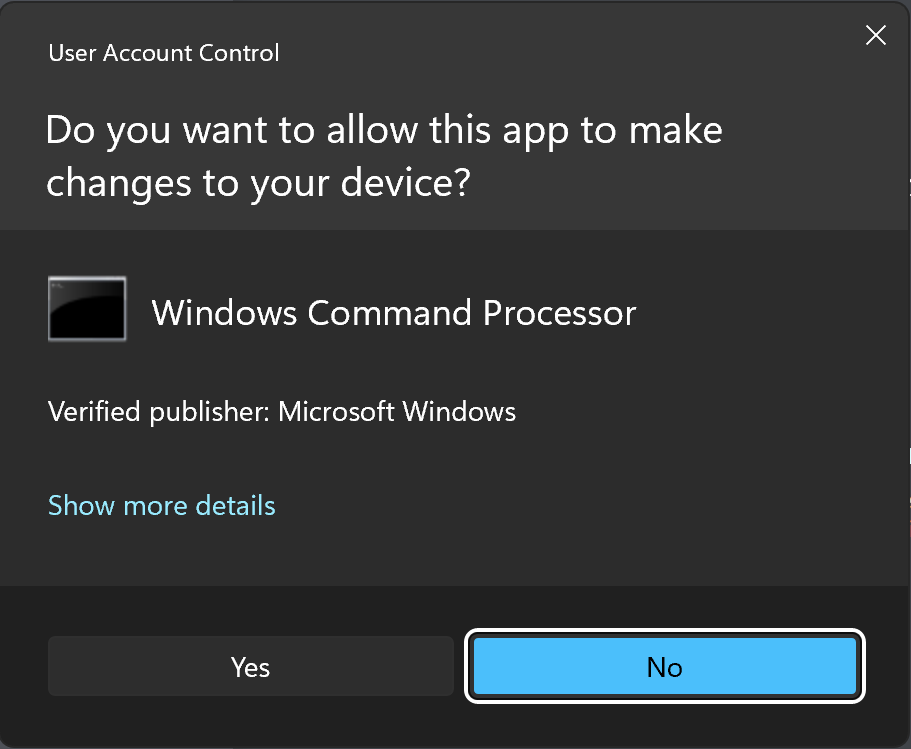 User Account Control
Do you want to allow this app to make
changes to your device?
Windows Command Processor
Verified publisher: Microsoft Windows
Show more details
Yes
No